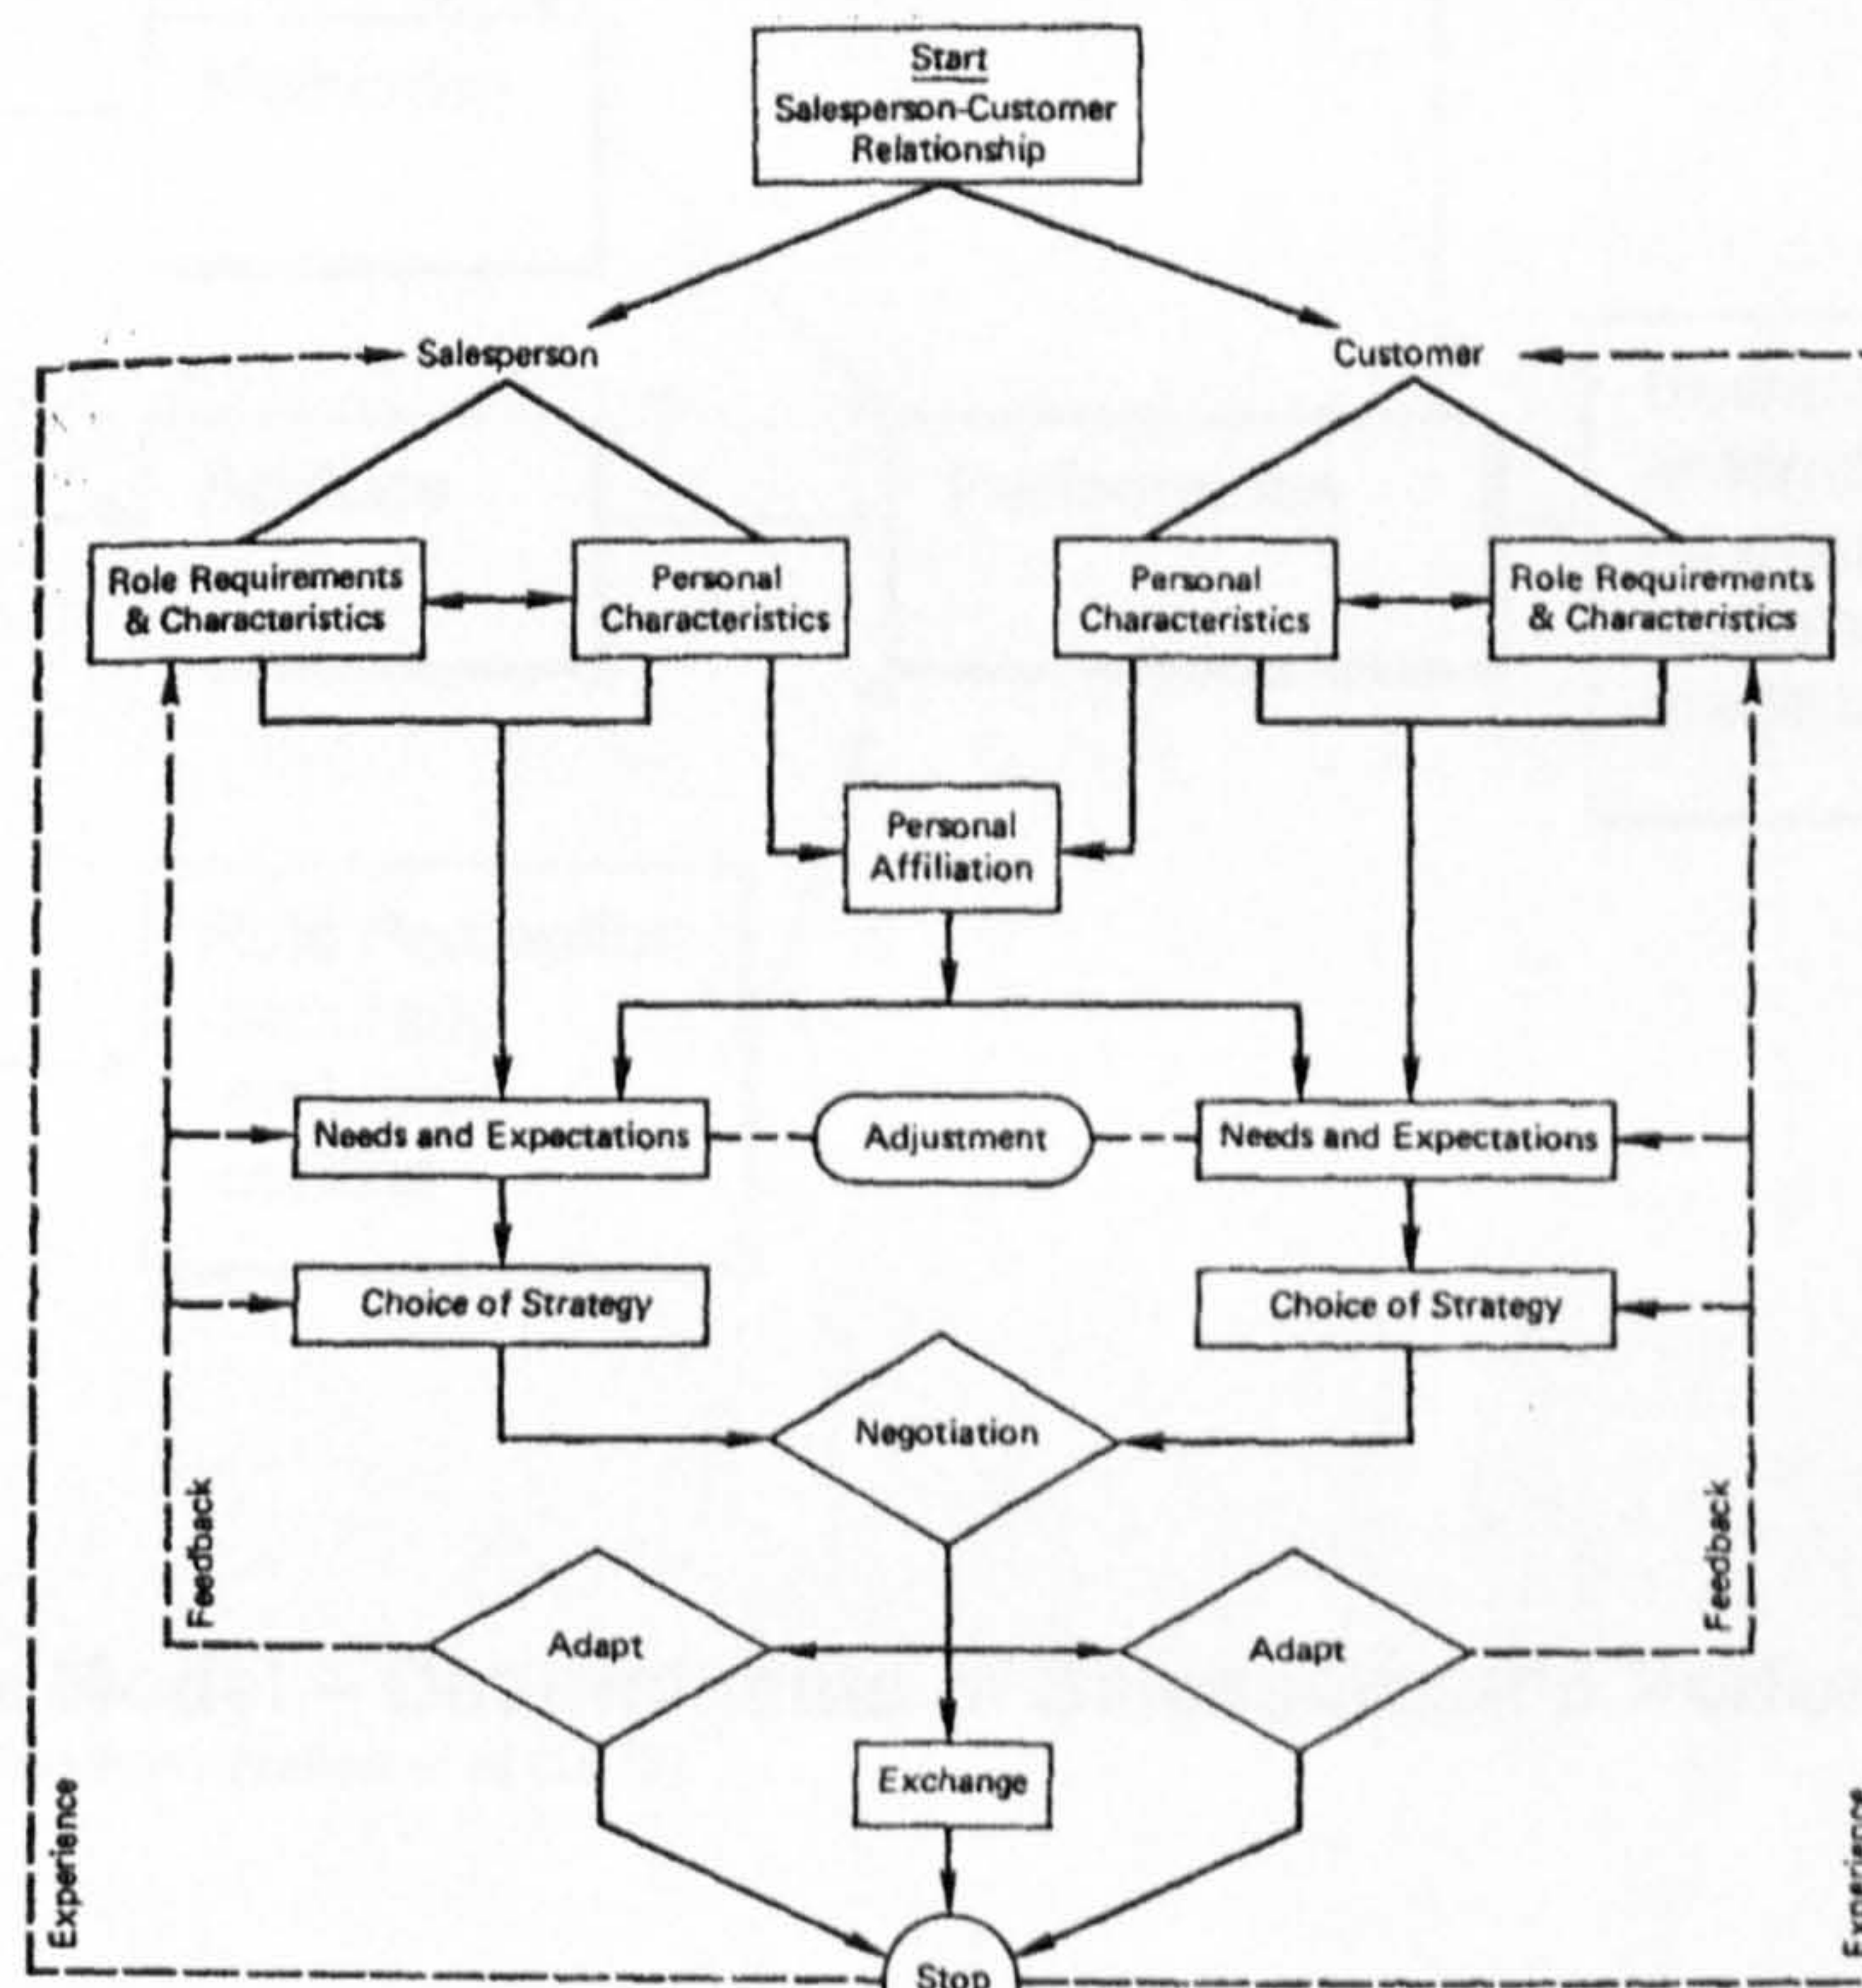 Start
Salesperson-Customer
Relationship
Salesperson
Customer
Role Requirements
& Characteristics
Personal
Characteristics
Personal
Characteristics
Role Requirements
& Characteristics
Personal
Affiliation
Needs and Expectations
Adjustment
Needs and Expectations
Choice of Strategy
Choice of Strategy
Negotiation
Feedback
Feedback
Adapt
Adapt
Exchange
Experience
Experience
Stop